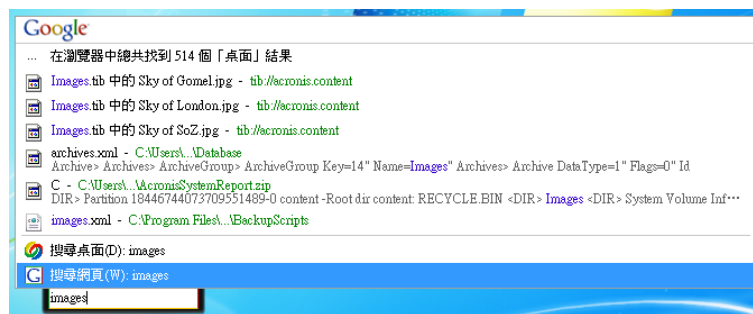 Google
... 在瀏覽器中總共找到 514 個「桌面」結果
Images.tib 中的 Sky of Gomel.jpg - tib://acronis.content
Images.tib 中的 Sky of London.jpg - tib://acronis.content
Images.tib 中的 Sky of SoZ.jpg - tib://acronis.content
archives.xml - C:\Users\...\Database
Archive> Archives> ArchiveGroup> ArchiveGroup Key=14" Name=Images" Archives> Archive DataType=1" Flags=0" Id
C - C:\Users\...\AcronisSystemReport.zip
DIR> Partition 18446744073709551489-0 content -Root dir content: RECYCLE.BIN <DIR> Images <DIR> System Volume Inf...
images.xml - C:\Program Files\...\BackupScripts
搜尋桌面(D): images
搜尋網頁(W): images
images